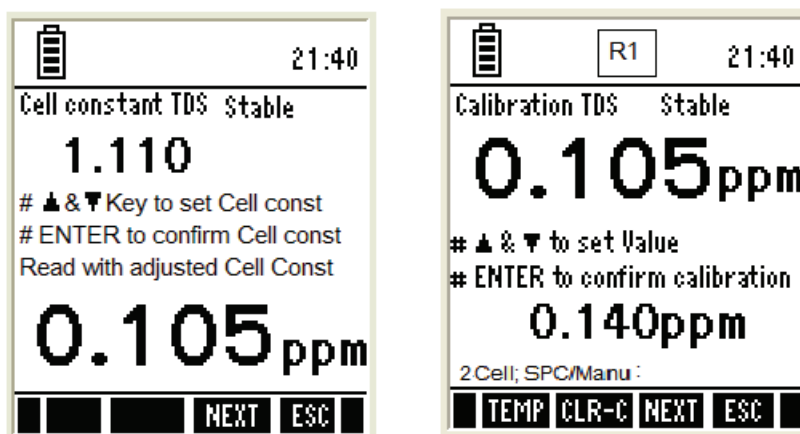 21:40
Cell constant TDS Stable
1.110
# ▲&▼Key to set Cell const
# ENTER to confirm Cell const
Read with adjusted Cell Const
0.105ppm
NEXT ESC
R1 21:40
Calibration TDS Stable
0.105ppm
# ▲ & ▼ to set Value
# ENTER to confirm calibration
0.140ppm
2Cell; SPC/Manu :
TEMP CLR-C NEXT ESC